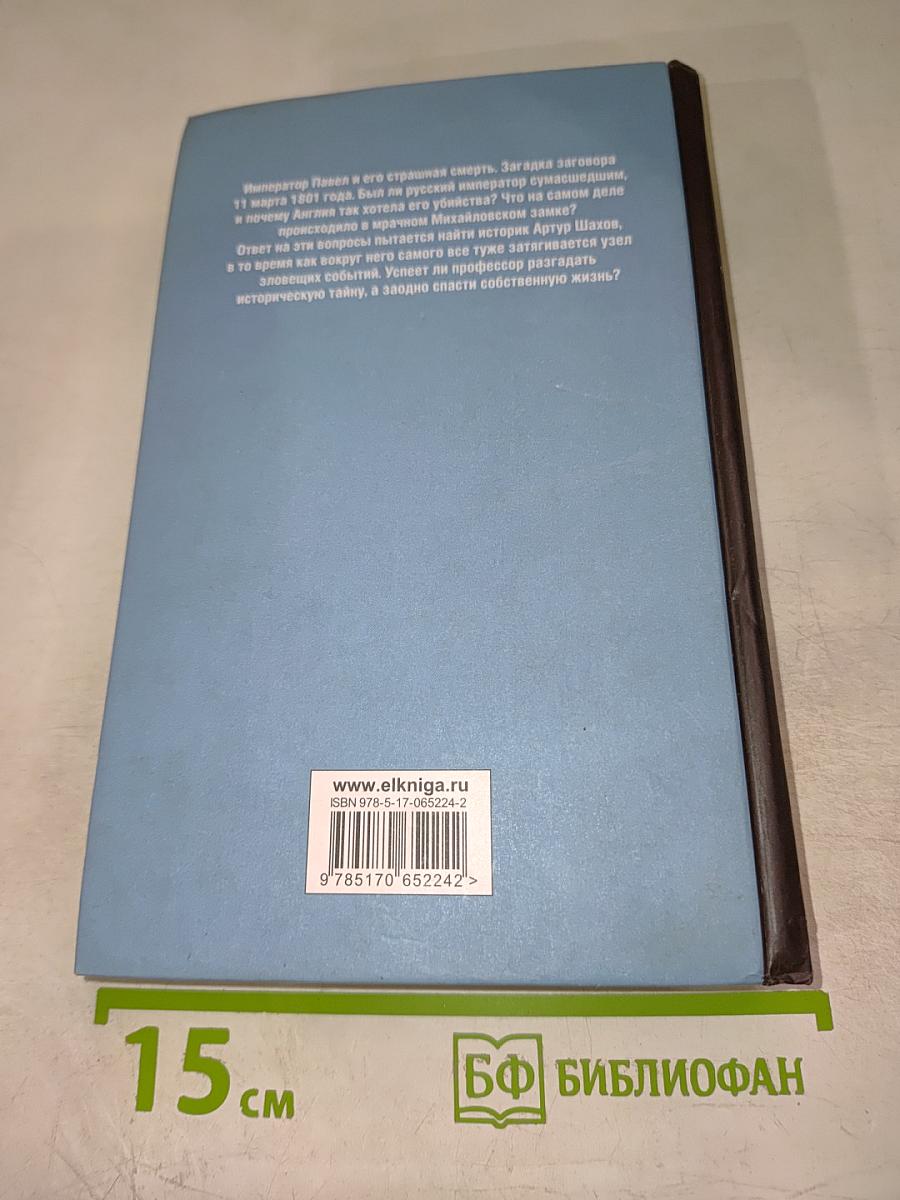 Император Павел и его страшная смерть. Загадка заговора
11 марта 1801 года. Был ли русский император сумасшедшим,
и почему Англия так хотела его убийства? Что на самом деле
происходило в мрачном Михайловском замке?
Ответ на эти вопросы пытается найти историк Артур Шахов,
в то время как вокруг него самого все туже затягивается узел
зловещих событий. Успеет ли профессор разгадать
историческую тайну, а заодно спасти собственную жизнь?
www.elkniga.ru
ISBN 978-5-17-065224-2
9 785170 652242 >
15 см
БФ БИБЛИОФАН